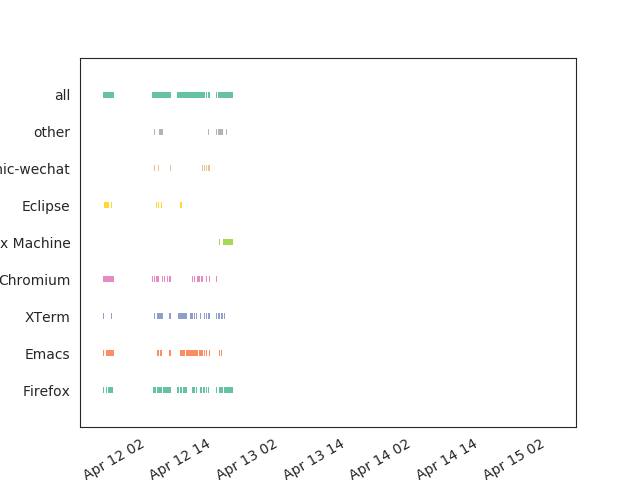 all
other
nic-wechat
Eclipse
x Machine
Chromium
XTerm
Emacs
Firefox
Apr 12 02
Apr 12 14
Apr 13 02
Apr 13 14
Apr 14 02
Apr 14 14
Apr 15 02